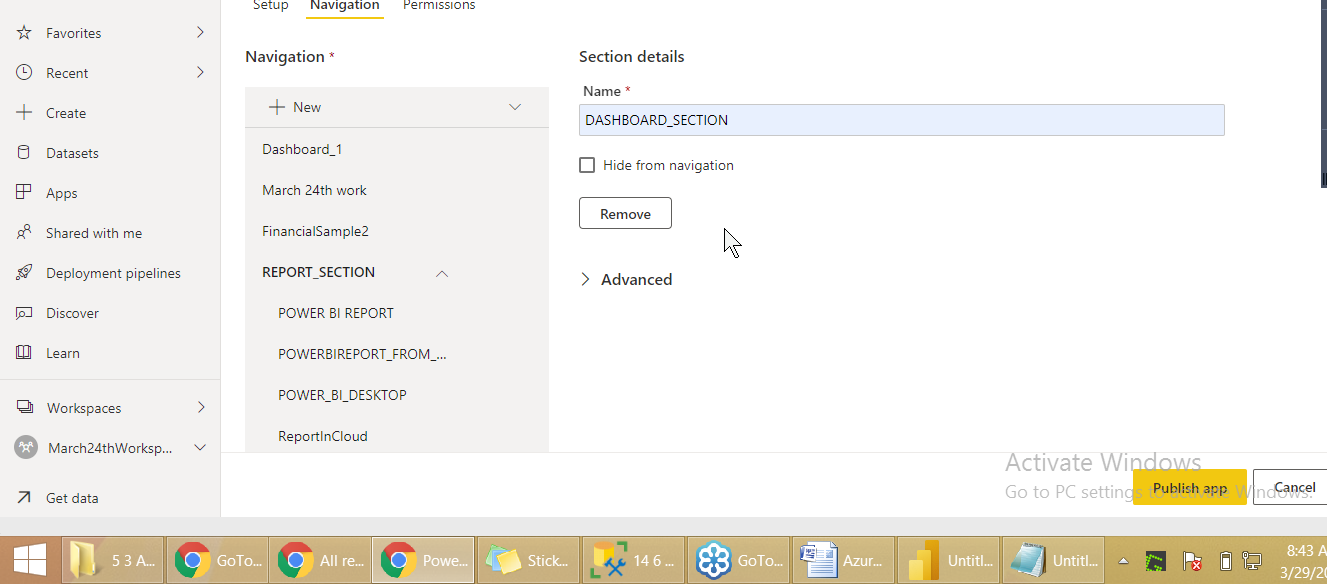 Setup Navigation Permissions
Favorites
Recent
Create
Datasets
Apps
Shared with me
Deployment pipelines
Discover
Learn
Workspaces
March24thWorksp...
Get data
Navigation *
New
Dashboard_1
March 24th work
FinancialSample2
REPORT_SECTION
POWER BI REPORT
POWERBIREPORT_FROM_...
POWER_BI_DESKTOP
ReportInCloud
Section details
Name *
DASHBOARD_SECTION
Hide from navigation
Remove
Advanced
Activate Windows
Go to PC settings to activate Windows.
Publish app Cancel
5 3 A... GoTo... All re... Powe... Stick... 14 6 ... GoTo... Azur... Untitl... Untitl...
8:43 A
3/29/20